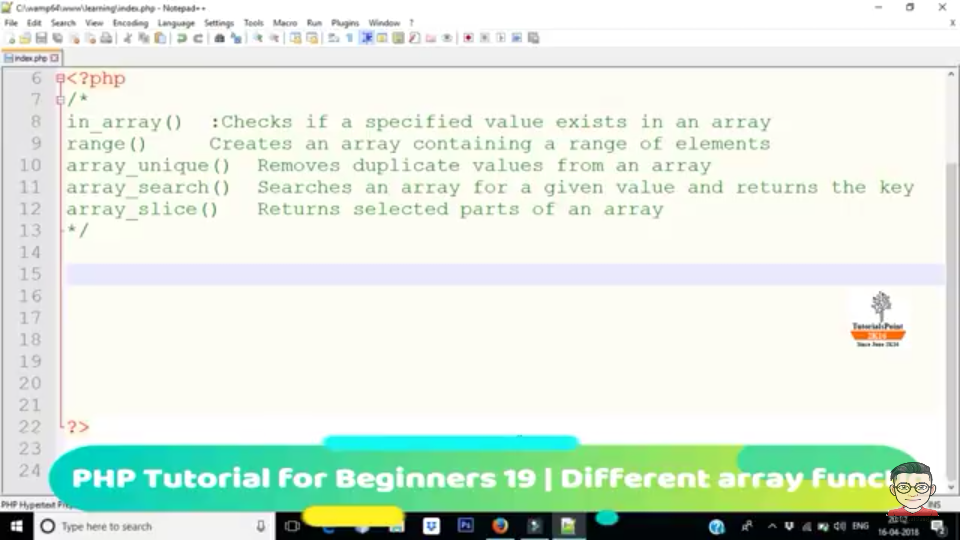 C:\wamp64\www\learning\index.php - Notepad++
File Edit Search View Encoding Language Settings Tools Macro Run Plugins Window ?
index.php
6 <?php
7 /*
8 in_array() :Checks if a specified value exists in an array
9 range() Creates an array containing a range of elements
10 array_unique() Removes duplicate values from an array
11 array_search() Searches an array for a given value and returns the key
12 array_slice() Returns selected parts of an array
13 */
14
15
16
17
18
19
20
21
22 ?>
23
24
TutorialsPoint
2K14
Since June 2K14
PHP Tutorial for Beginners 19 | Different array func
PHP Hypertext
INS
Type here to search
ENG
20:12
16-04-2018